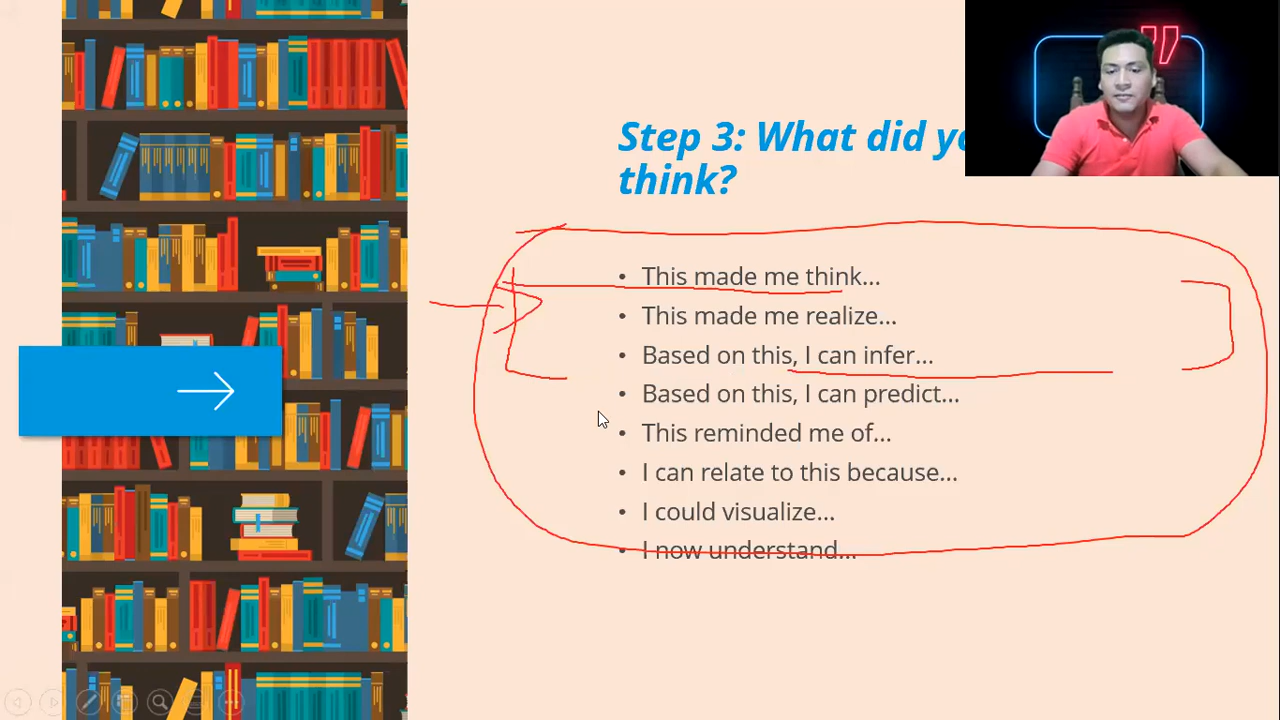 Step 3: What did yo
think?
• This made me think...
• This made me realize...
• Based on this, I can infer...
• Based on this, I can predict...
• This reminded me of...
• I can relate to this because...
• I could visualize...
• I now understand...